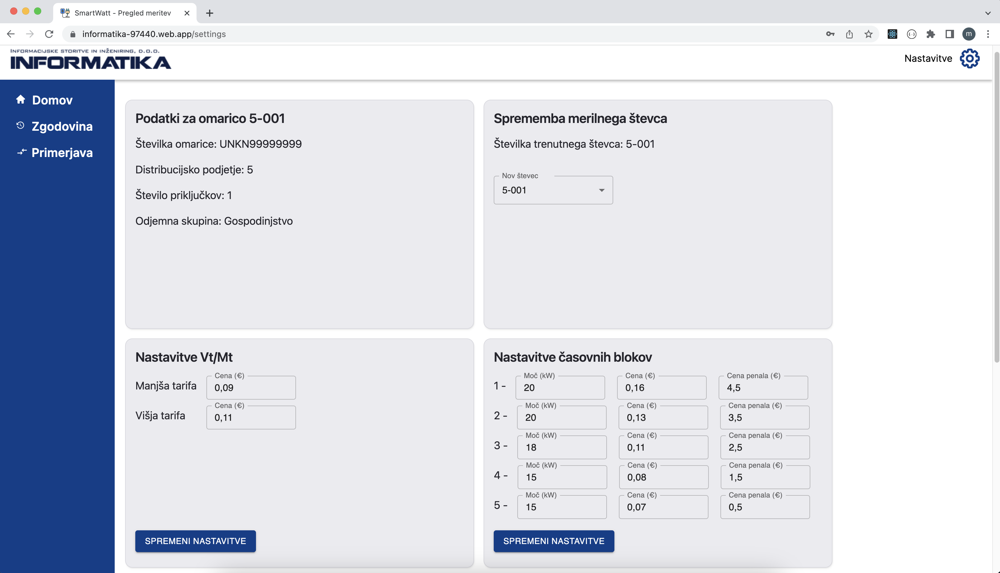 SmartWatt - Pregled meritev
informatika-97440.web.app/settings
m
INFORMACIJSKE STORITVE IN INŽENIRING, D.O.O.
INFORMATIKA
Nastavitve
Domov
Zgodovina
Primerjava
Podatki za omarico 5-001
Številka omarice: UNKN99999999
Distribucijsko podjetje: 5
Število priključkov: 1
Odjemna skupina: Gospodinjstvo
Sprememba merilnega števca
Številka trenutnega števca: 5-001
Nov števec
5-001
Nastavitve Vt/Mt
Cena (€)
Manjša tarifa 0,09
Cena (€)
Višja tarifa 0,11
SPREMENI NASTAVITVE
Nastavitve časovnih blokov
Moč (kW) Cena (€) Cena penala (€)
1 - 20 0,16 4,5
Moč (kW) Cena (€) Cena penala (€)
2 - 20 0,13 3,5
Moč (kW) Cena (€) Cena penala (€)
3 - 18 0,11 2,5
Moč (kW) Cena (€) Cena penala (€)
4 - 15 0,08 1,5
Moč (kW) Cena (€) Cena penala (€)
5 - 15 0,07 0,5
SPREMENI NASTAVITVE